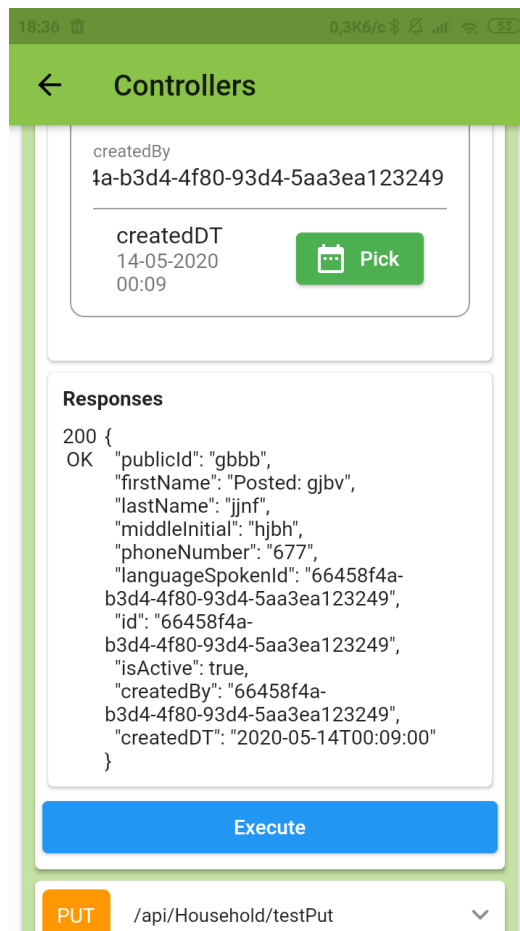 18:36 0,3Кб/с 53
Controllers
createdBy
4a-b3d4-4f80-93d4-5aa3ea123249
createdDT
14-05-2020
00:09
Pick
Responses
200 {
OK "publicId": "gbbb",
"firstName": "Posted: gjbv",
"lastName": "jjnf",
"middleInitial": "hjbh",
"phoneNumber": "677",
"languageSpokenId": "66458f4a-
b3d4-4f80-93d4-5aa3ea123249",
"id": "66458f4a-
b3d4-4f80-93d4-5aa3ea123249",
"isActive": true,
"createdBy": "66458f4a-
b3d4-4f80-93d4-5aa3ea123249",
"createdDT": "2020-05-14T00:09:00"
}
Execute
PUT /api/Household/testPut